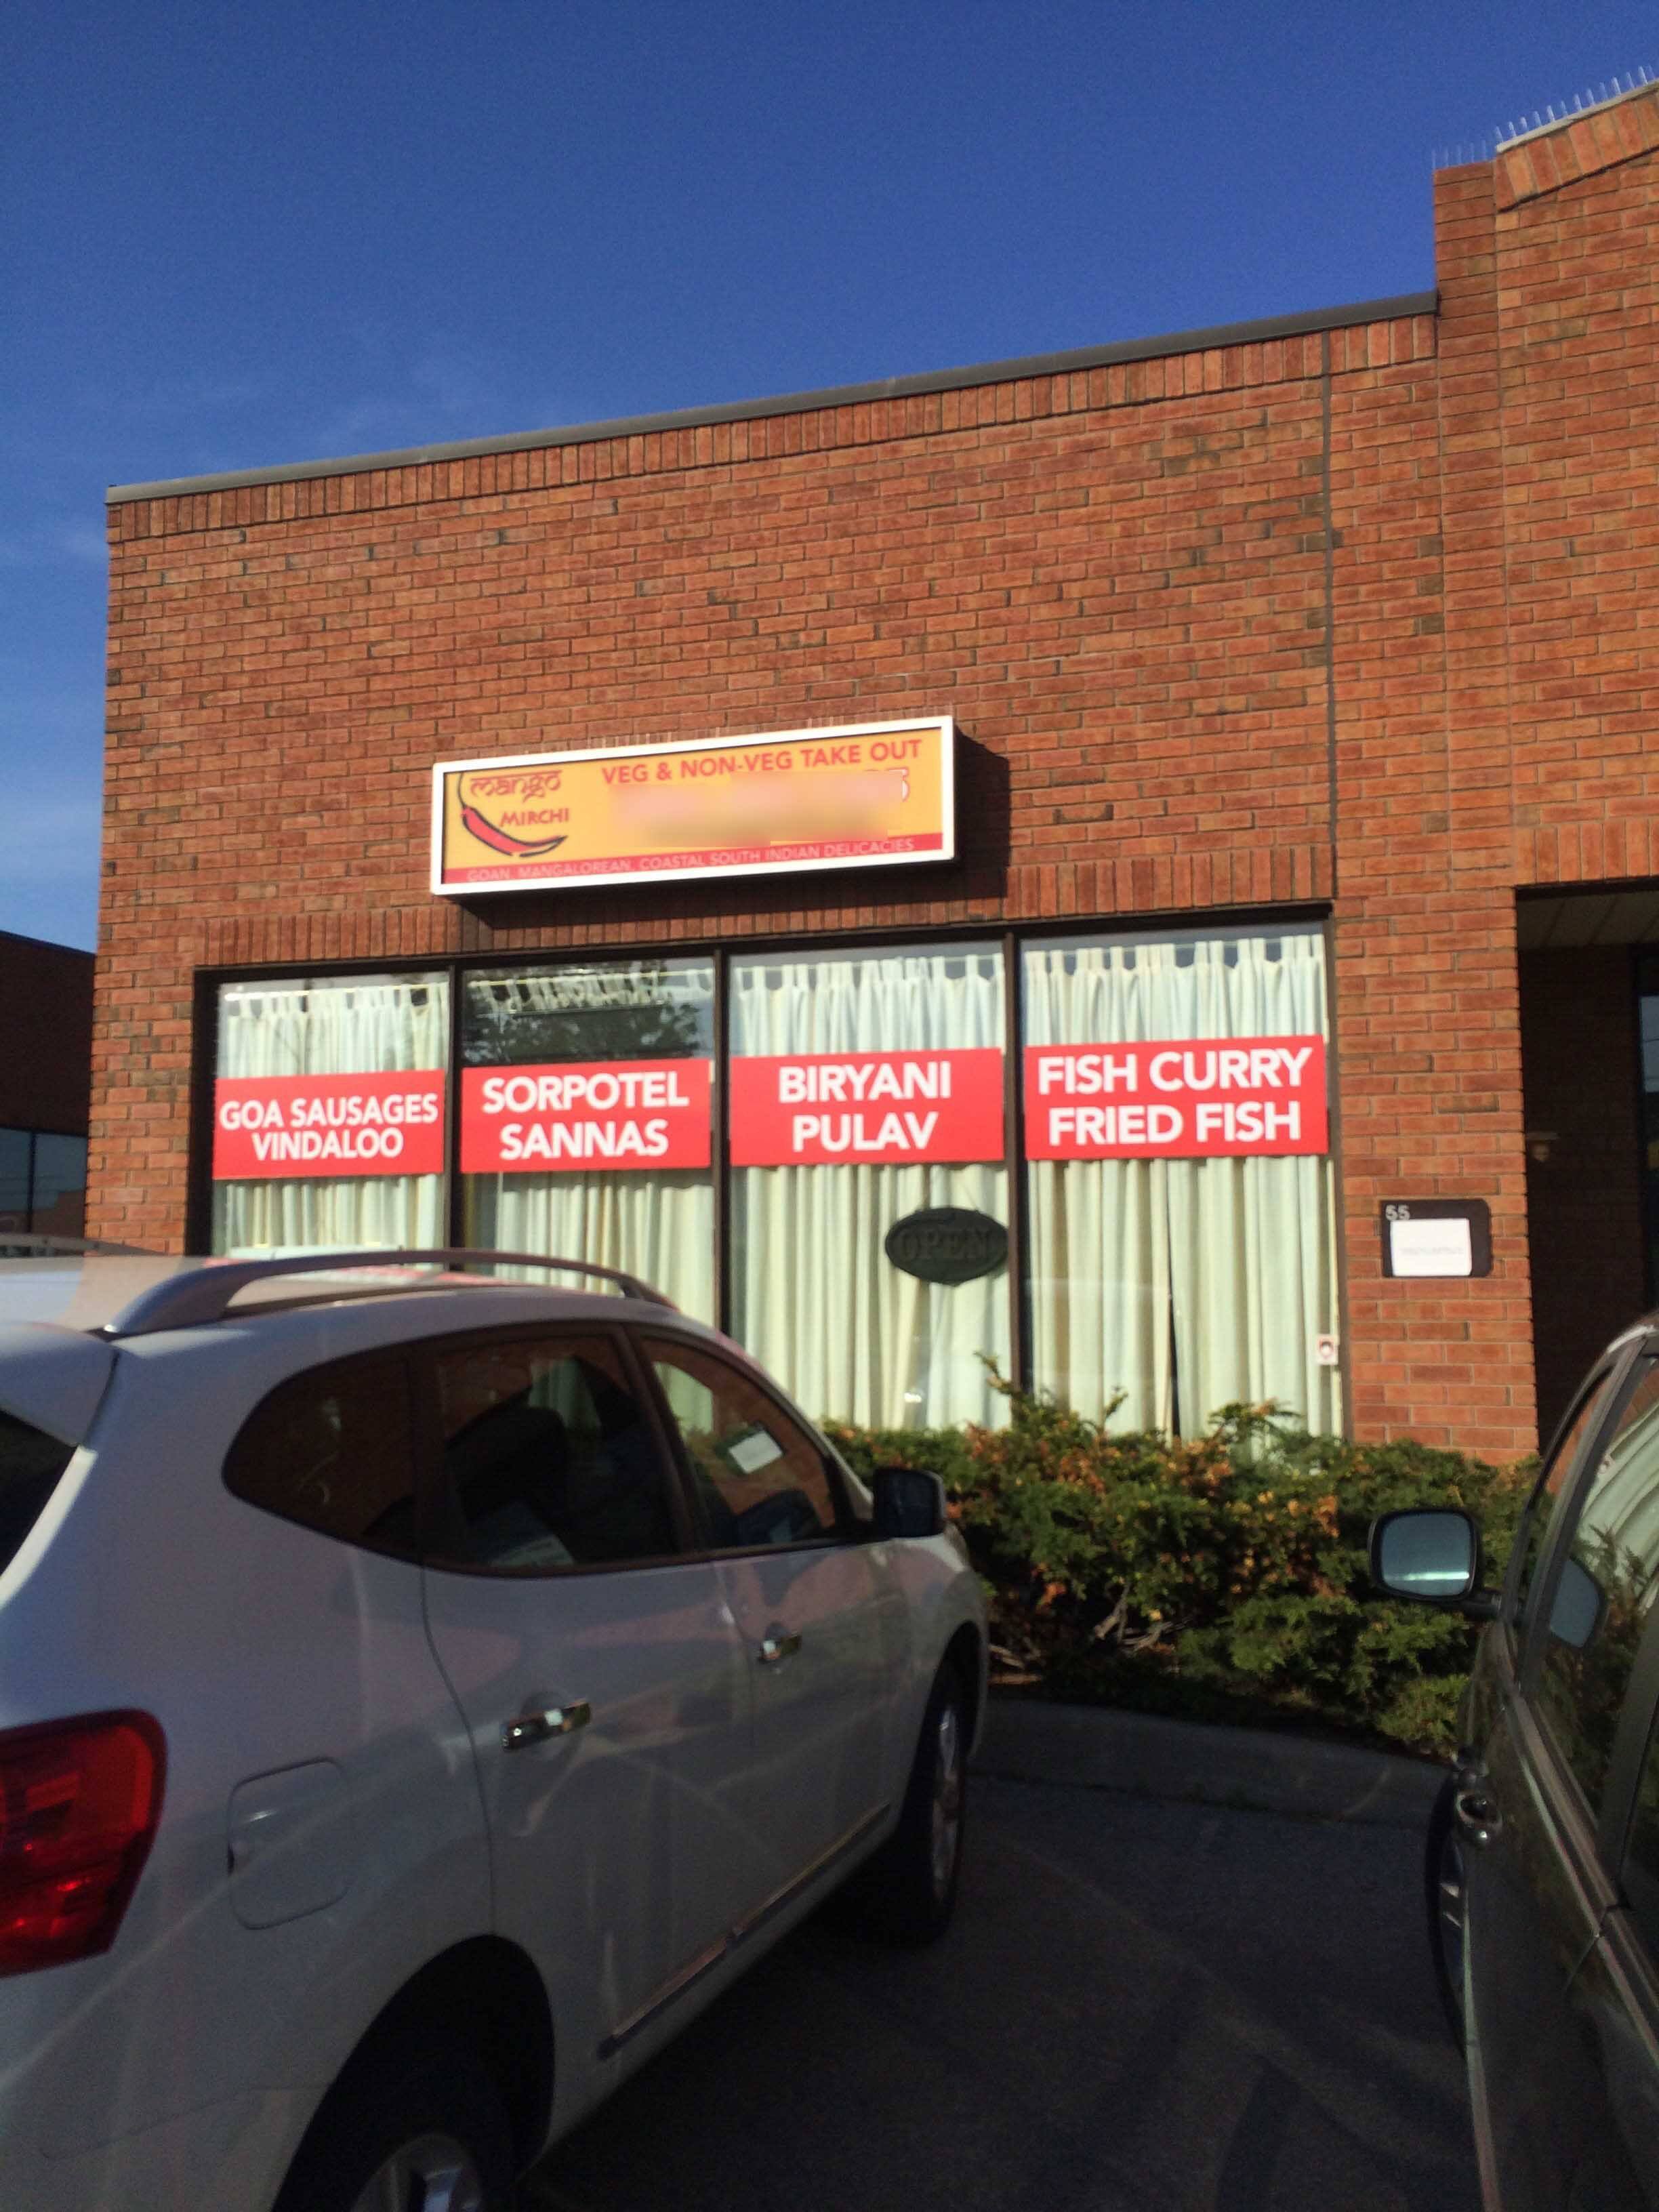 mango
MIRCHI
VEG & NON-VEG TAKE OUT
GOAN, MANGALOREAN, COASTAL SOUTH INDIAN DELICACIES
GOA SAUSAGES
VINDALOO
SORPOTEL
SANNAS
BIRYANI
PULAV
FISH CURRY
FRIED FISH
OPEN
55